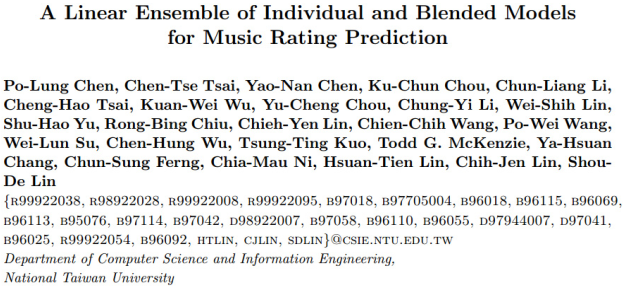 A Linear Ensemble of Individual and Blended Models
for Music Rating Prediction
Po-Lung Chen, Chen-Tse Tsai, Yao-Nan Chen, Ku-Chun Chou, Chun-Liang Li,
Cheng-Hao Tsai, Kuan-Wei Wu, Yu-Cheng Chou, Chung-Yi Li, Wei-Shih Lin,
Shu-Hao Yu, Rong-Bing Chiu, Chieh-Yen Lin, Chien-Chih Wang, Po-Wei Wang,
Wei-Lun Su, Chen-Hung Wu, Tsung-Ting Kuo, Todd G. McKenzie, Ya-Hsuan
Chang, Chun-Sung Ferng, Chia-Mau Ni, Hsuan-Tien Lin, Chih-Jen Lin, Shou-
De Lin
{r99922038, r98922028, r99922008, r99922095, b97018, b97705004, b96018, b96115, b96069,
b96113, b95076, b97114, b97042, d98922007, b97058, b96110, b96055, d97944007, d97041,
b96025, r99922054, b96092, htlin, cjlin, sdlin}@csie.ntu.edu.tw
Department of Computer Science and Information Engineering,
National Taiwan University